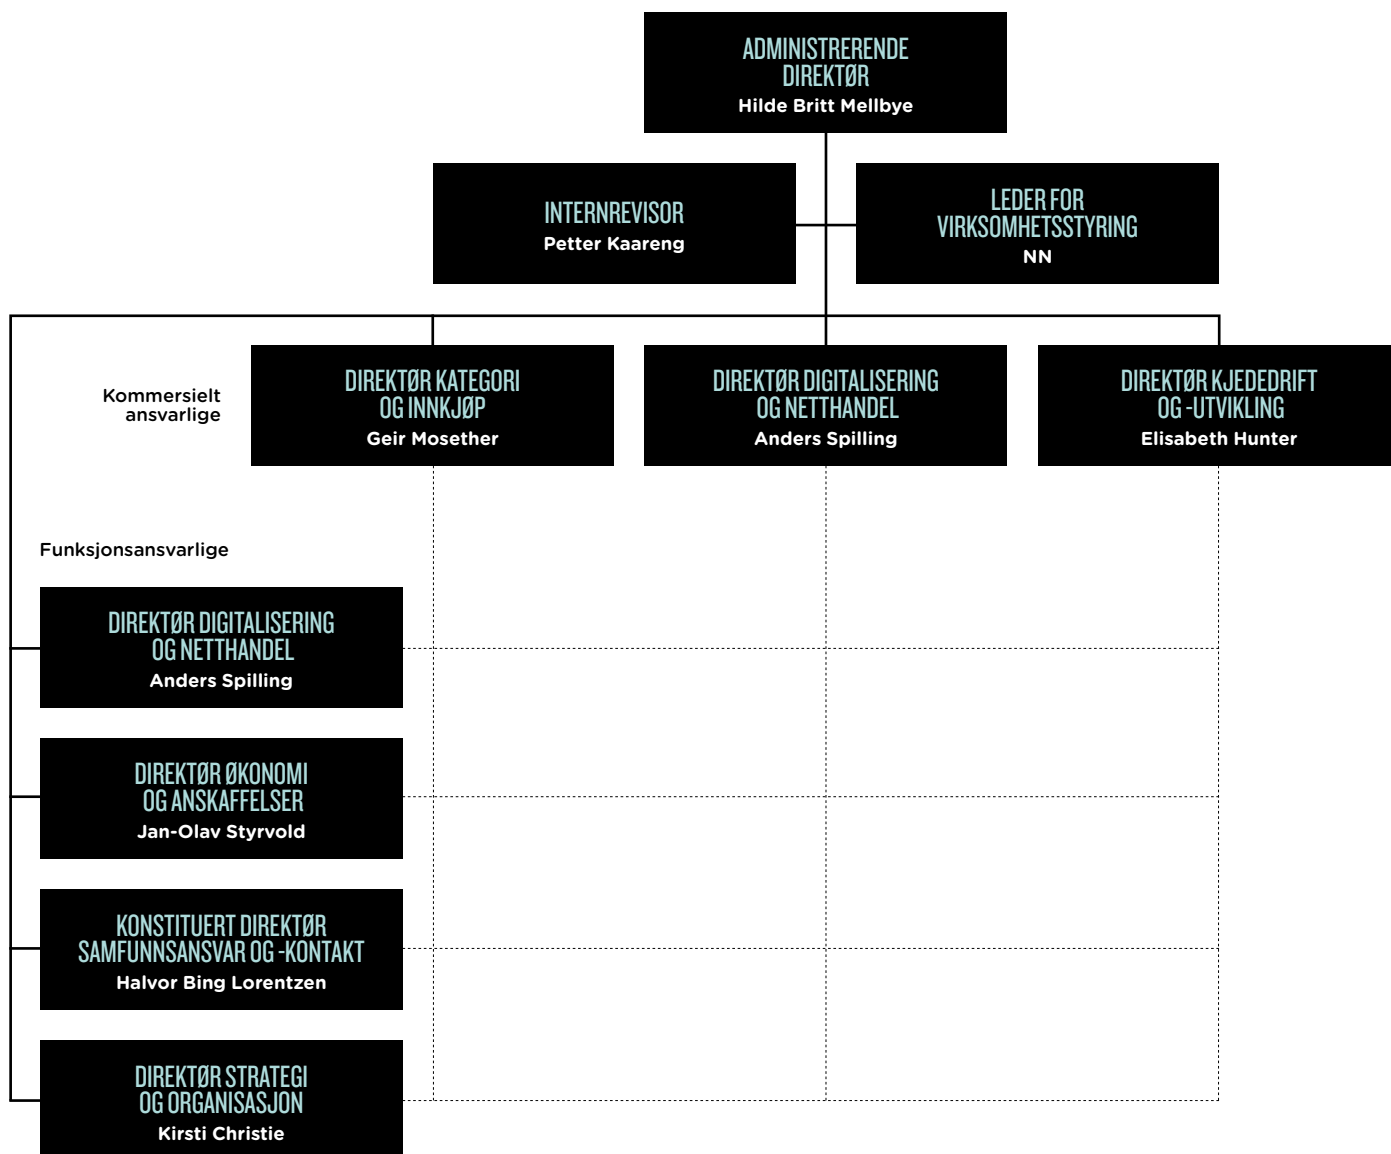 ADMINISTRERENDE
DIREKTØR
Hilde Britt Mellbye
INTERNREVISOR
Petter Kaareng
LEDER FOR
VIRKSOMHETSSTYRING
NN
Kommersielt
ansvarlige
DIREKTØR KATEGORI
OG INNKJØP
Geir Mosether
DIREKTØR DIGITALISERING
OG NETTHANDEL
Anders Spilling
DIREKTØR KJEDEDRIFT
OG -UTVIKLING
Elisabeth Hunter
Funksjonsansvarlige
DIREKTØR DIGITALISERING
OG NETTHANDEL
Anders Spilling
DIREKTØR ØKONOMI
OG ANSKAFFELSER
Jan-Olav Styrvold
KONSTITUERT DIREKTØR
SAMFUNNSANSVAR OG -KONTAKT
Halvor Bing Lorentzen
DIREKTØR STRATEGI
OG ORGANISASJON
Kirsti Christie